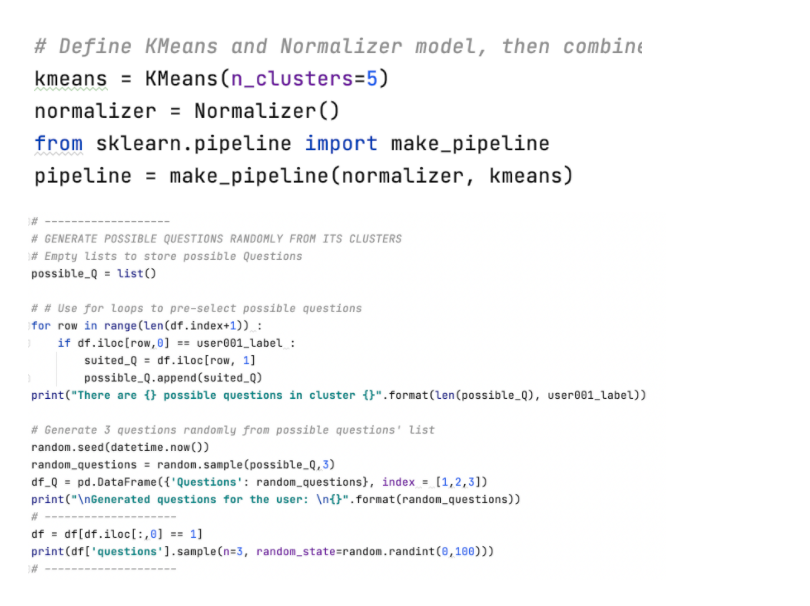 # Define KMeans and Normalizer model, then combine
kmeans = KMeans(n_clusters=5)
normalizer = Normalizer()
from sklearn.pipeline import make_pipeline
pipeline = make_pipeline(normalizer, kmeans)
# -------------------
# GENERATE POSSIBLE QUESTIONS RANDOMLY FROM ITS CLUSTERS
# Empty lists to store possible Questions
possible_Q = list()
# # Use for loops to pre-select possible questions
for row in range(len(df.index+1)) :
if df.iloc[row,0] == user001_label :
suited_Q = df.iloc[row, 1]
possible_Q.append(suited_Q)
print("There are {} possible questions in cluster {}".format(len(possible_Q), user001_label))
# Generate 3 questions randomly from possible questions' list
random.seed(datetime.now())
random_questions = random.sample(possible_Q,3)
df_Q = pd.DataFrame({'Questions': random_questions}, index = [1,2,3])
print("\nGenerated questions for the user: \n{}".format(random_questions))
# --------------------
df = df[df.iloc[:,0] == 1]
print(df['questions'].sample(n=3, random_state=random.randint(0,100)))
# --------------------